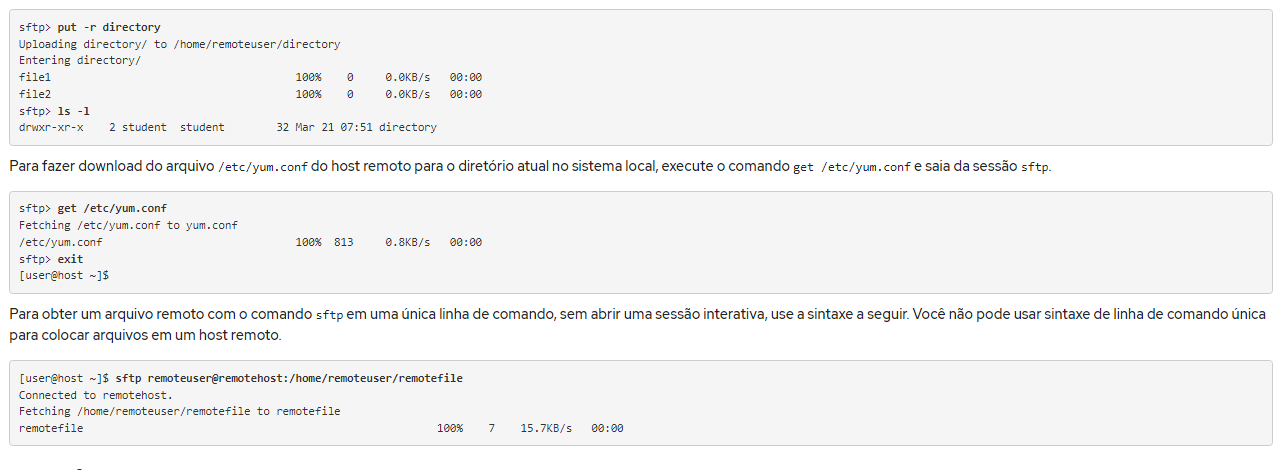 sftp> put -r directory
Uploading directory/ to /home/remoteuser/directory
Entering directory/
file1 100% 0 0.0KB/s 00:00
file2 100% 0 0.0KB/s 00:00
sftp> ls -l
drwxr-xr-x 2 student student 32 Mar 21 07:51 directory
Para fazer download do arquivo /etc/yum.conf do host remoto para o diretório atual no sistema local, execute o comando get /etc/yum.conf e saia da sessão sftp.
sftp> get /etc/yum.conf
Fetching /etc/yum.conf to yum.conf
/etc/yum.conf 100% 813 0.8KB/s 00:00
sftp> exit
[user@host ~]$
Para obter um arquivo remoto com o comando sftp em uma única linha de comando, sem abrir uma sessão interativa, use a sintaxe a seguir. Você não pode usar sintaxe de linha de comando única
para colocar arquivos em um host remoto.
[user@host ~]$ sftp remoteuser@remotehost:/home/remoteuser/remotefile
Connected to remotehost.
Fetching /home/remoteuser/remotefile to remotefile
remotefile 100% 7 15.7KB/s 00:00